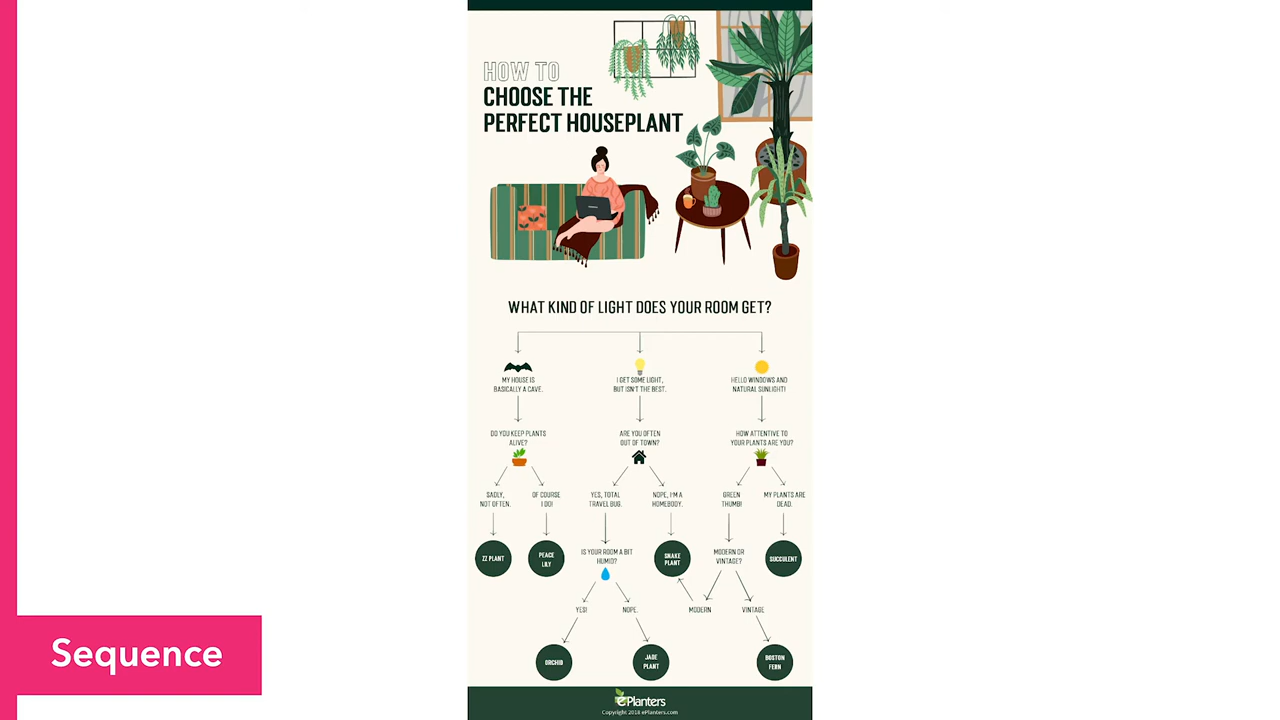 HOW TO
CHOOSE THE
PERFECT HOUSEPLANT
WHAT KIND OF LIGHT DOES YOUR ROOM GET?
MY HOUSE IS
BASICALLY A CAVE.
I GET SOME LIGHT,
BUT ISN'T THE BEST.
HELLO WINDOWS AND
NATURAL SUNLIGHT!
DO YOU KEEP PLANTS
ALIVE?
ARE YOU OFTEN
OUT OF TOWN?
HOW ATTENTIVE TO
YOUR PLANTS ARE YOU?
SADLY,
NOT OFTEN.
OF COURSE
I DO!
YES, TOTAL
TRAVEL BUG.
NOPE, I'M A
HOMEBODY.
GREEN
THUMB!
MY PLANTS ARE
DEAD.
ZZ PLANT
PEACE
LILY
IS YOUR ROOM A BIT
HUMID?
SNAKE
PLANT
MODERN OR
VINTAGE?
SUCCULENT
YES!
NOPE.
MODERN
VINTAGE
ORCHID
JADE
PLANT
BOSTON
FERN
Sequence
ePlanters
Copyright 2018 ePlanters.com